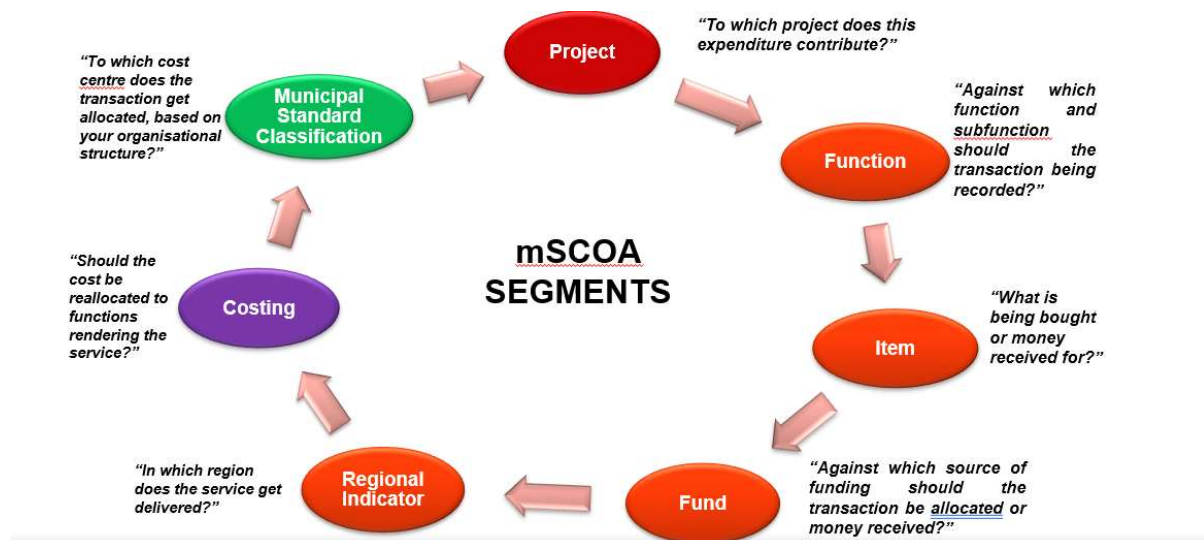 Project
“To which project does this
expenditure contribute?”
“Against which
function and
subfunction
should the
transaction being
recorded?”
Function
“What is
being bought
or money
received for?”
Item
“Against which source of
funding should the
transaction be allocated or
money received?”
Fund
Regional
Indicator
“In which region
does the service get
delivered?”
Costing
“Should the
cost be
reallocated to
functions
rendering the
service?”
Municipal
Standard
Classification
“To which cost
centre does the
transaction get
allocated, based on
your organisational
structure?”
mSCOA
SEGMENTS